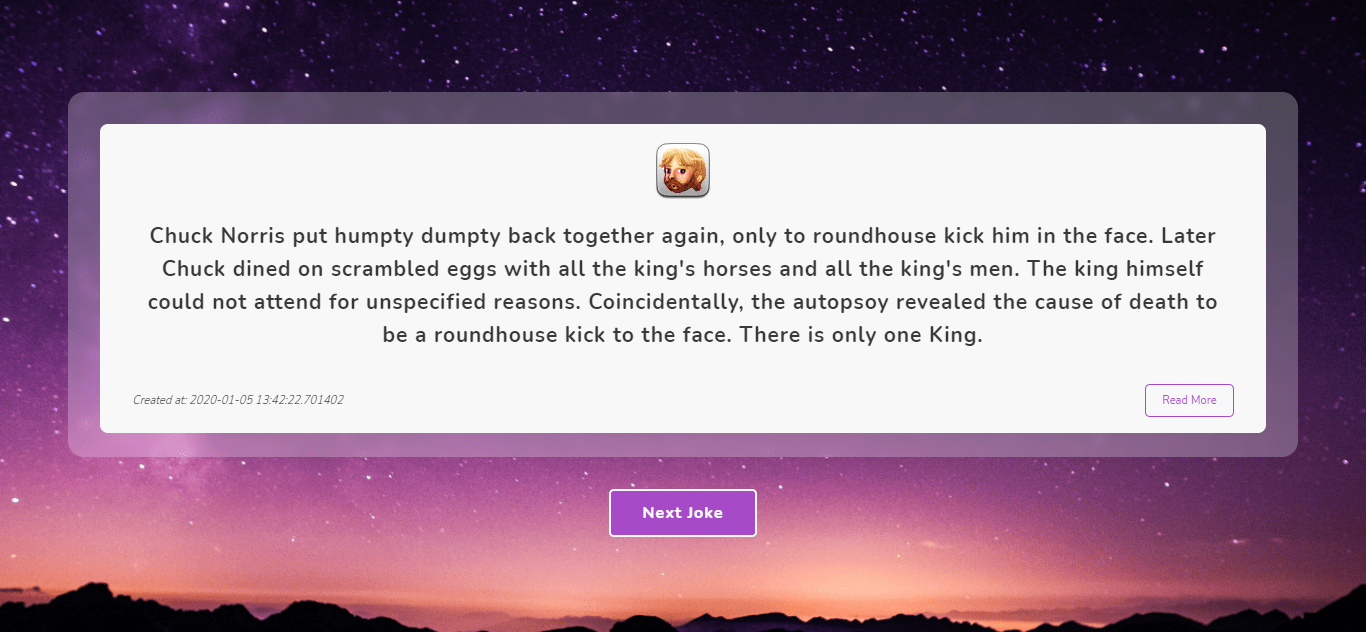 Chuck Norris put humpty dumpty back together again, only to roundhouse kick him in the face. Later
Chuck dined on scrambled eggs with all the king's horses and all the king's men. The king himself
could not attend for unspecified reasons. Coincidentally, the autopsoy revealed the cause of death to
be a roundhouse kick to the face. There is only one King.
Created at: 2020-01-05 13:42:22.701402
Read More
Next Joke